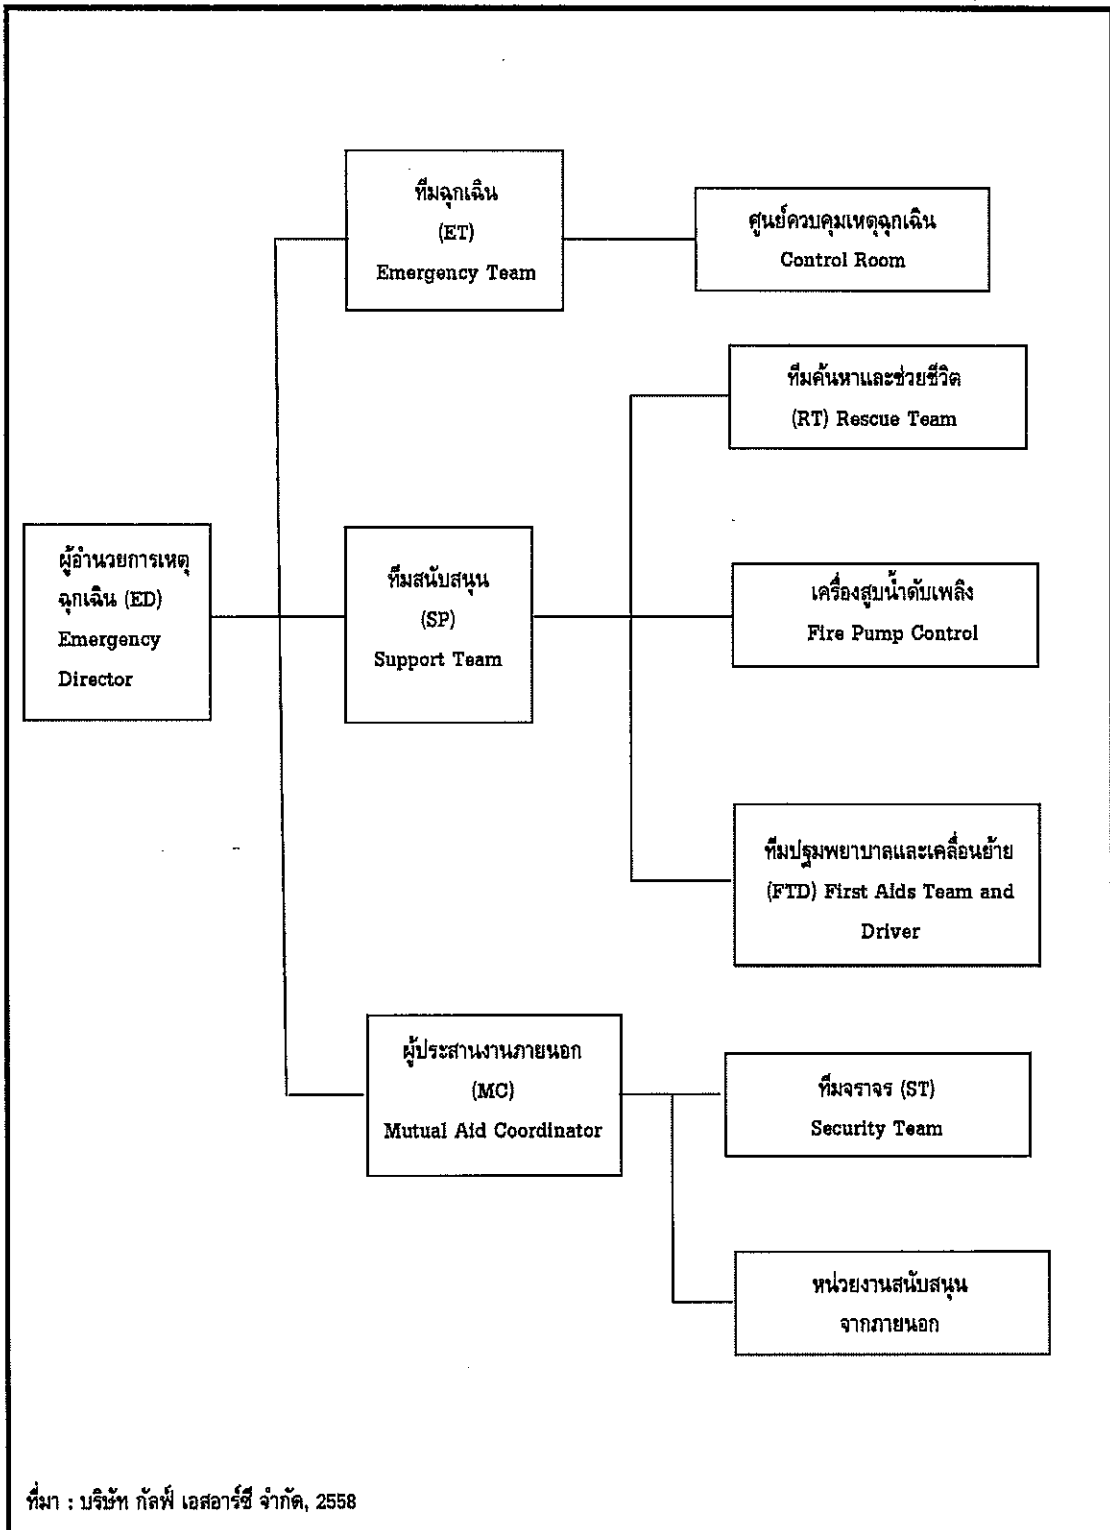 ทีมฉุกเฉิน
(ET)
Emergency Team
ศูนย์ควบคุมเหตุฉุกเฉิน
Control Room
ทีมค้นหาและช่วยชีวิต
(RT) Rescue Team
ผู้อำนวยการเหตุ
ฉุกเฉิน (ED)
Emergency
Director
ทีมสนับสนุน
(SP)
Support Team
เครื่องสูบน้ำดับเพลิง
Fire Pump Control
ทีมปฐมพยาบาลและเคลื่อนย้าย
(FTD) First Aids Team and
Driver
ผู้ประสานงานภายนอก
(MC)
Mutual Aid Coordinator
ทีมจราจร (ST)
Security Team
หน่วยงานสนับสนุน
จากภายนอก
ที่มา : บริษัท กัลฟ์ เอสอาร์ซี จำกัด, 2558